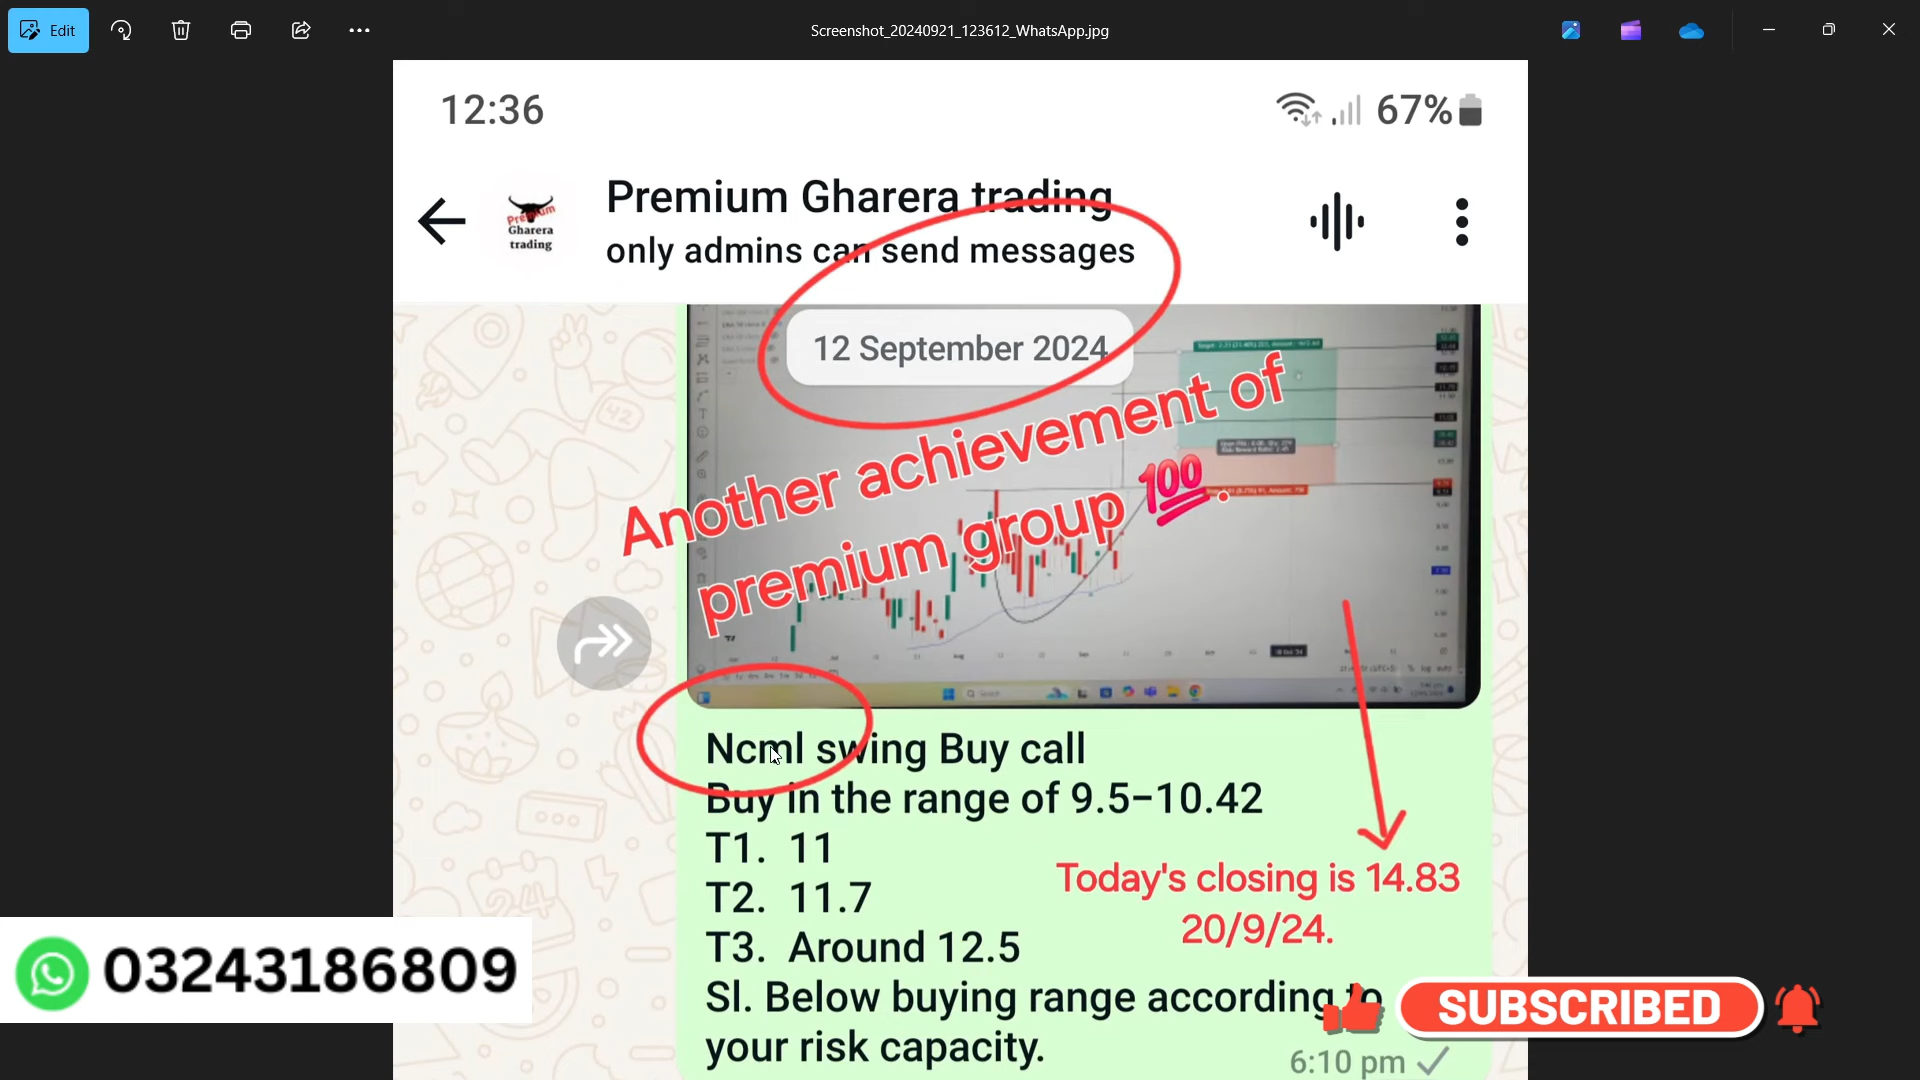 Edit
Screenshot_20240921_123612_WhatsApp.jpg
12:36
67%
Premium Gharera trading
only admins can send messages
Premium
Gharera
trading
12 September 2024
Another achievement of
premium group 💯.
Ncml swing Buy call
Buy in the range of 9.5–10.42
T1. 11
T2. 11.7
T3. Around 12.5
Sl. Below buying range according to
your risk capacity.
Today's closing is 14.83
20/9/24.
6:10 pm
03243186809
SUBSCRIBED